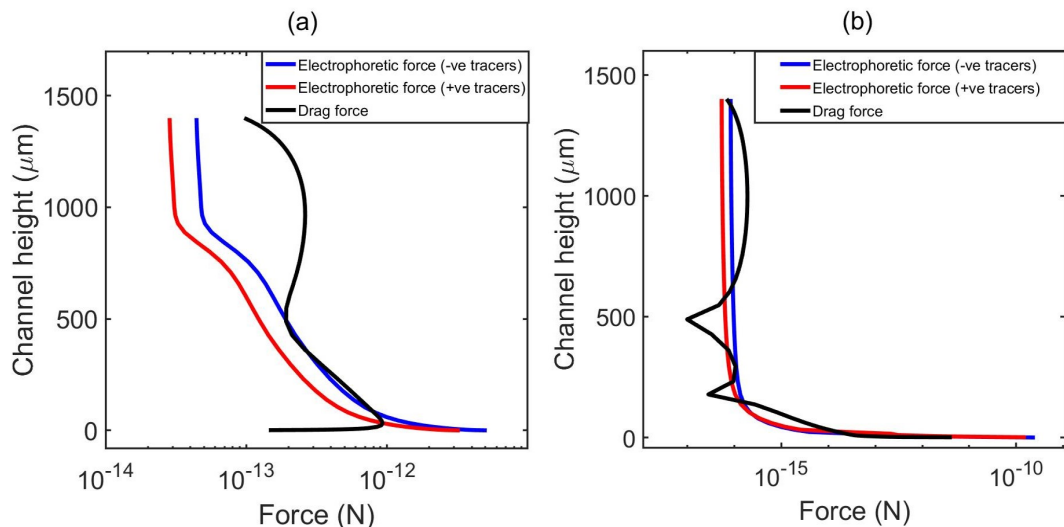 (a)
Electrophoretic force (-ve tracers)
Electrophoretic force (+ve tracers)
Drag force
1500
1000
500
0
Channel height (μm)
10⁻¹⁴
10⁻¹³
10⁻¹²
Force (N)
(b)
Electrophoretic force (-ve tracers)
Electrophoretic force (+ve tracers)
Drag force
1500
1000
500
0
Channel height (μm)
10⁻¹⁵
10⁻¹⁰
Force (N)